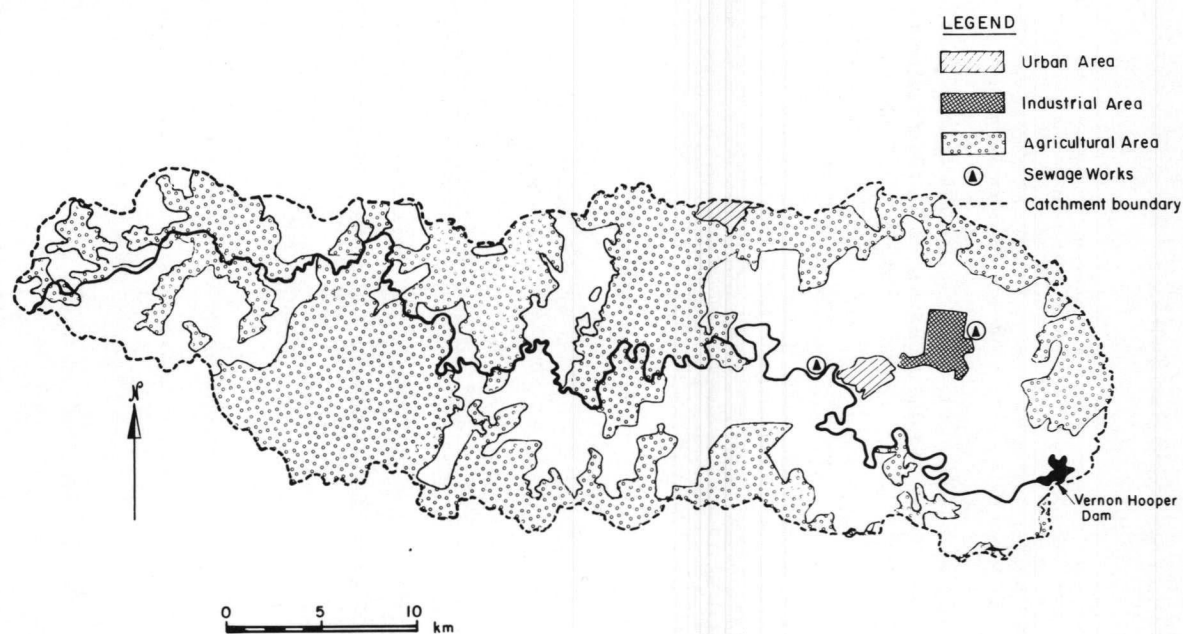 LEGEND
Urban Area
Industrial Area
Agricultural Area
Sewage Works
Catchment boundary
N
Vernon Hooper
Dam
0 5 10
km